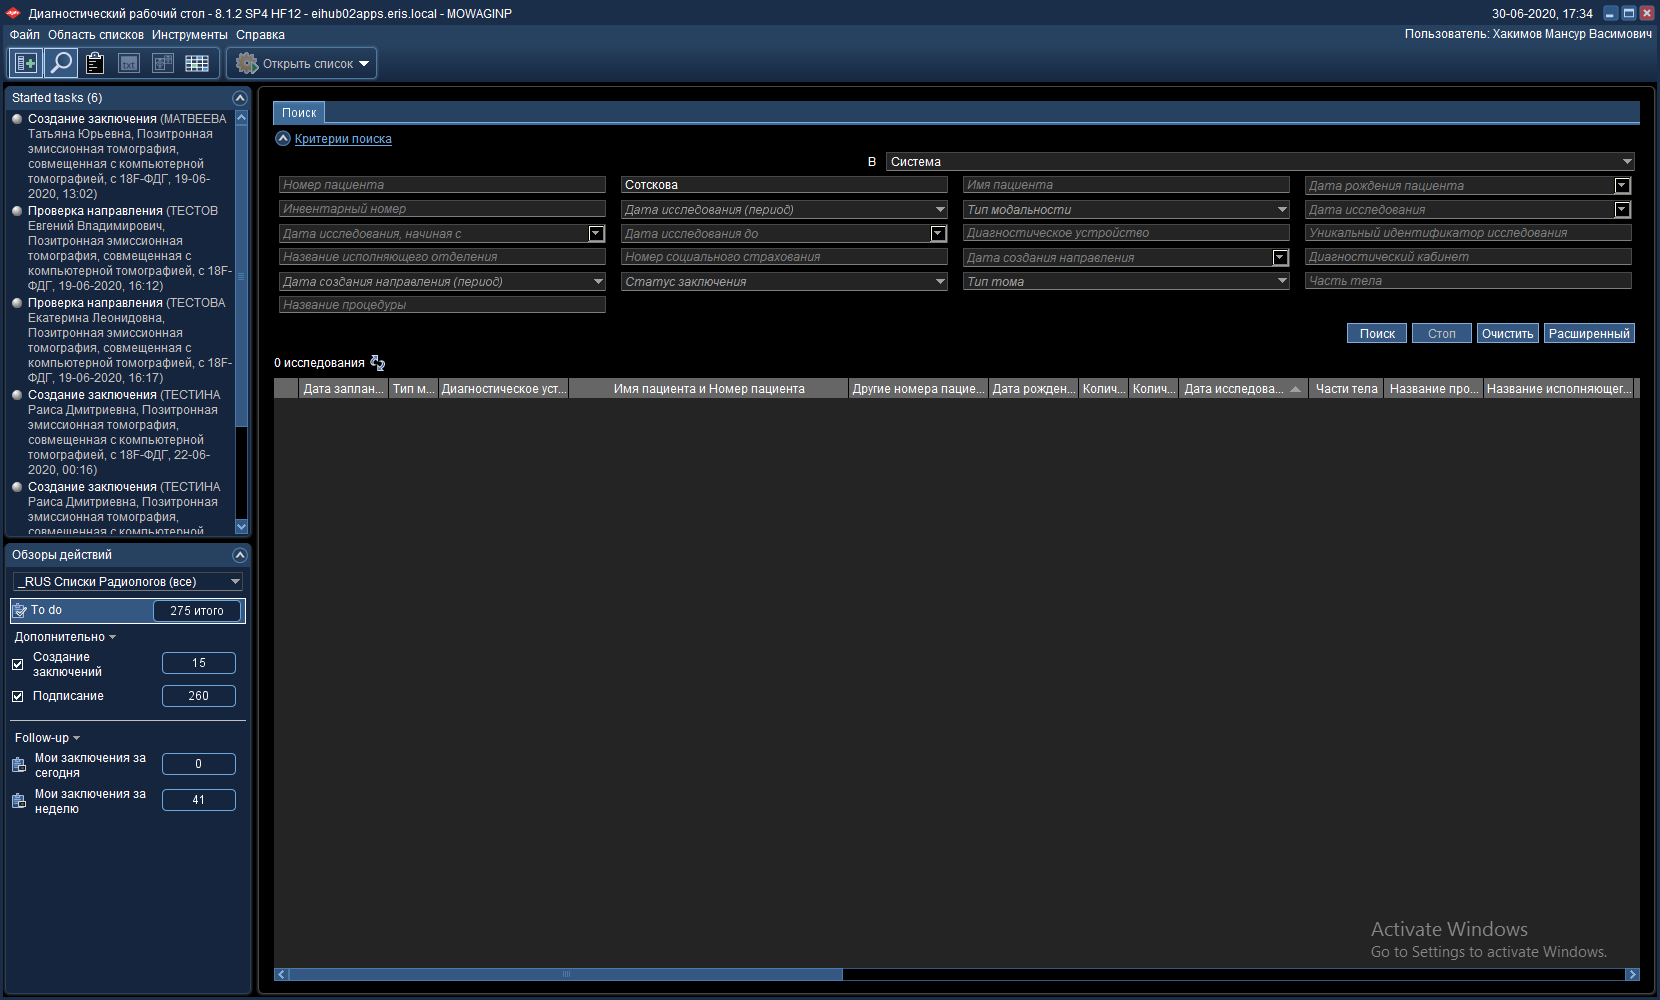 Диагностический рабочий стол - 8.1.2 SP4 HF12 - eihub02apps.eris.local - MOWAGINP
30-06-2020, 17:34
Файл Область списков Инструменты Справка
Пользователь: Хакимов Мансур Васимович
txt
Открыть список
Started tasks (6)
Создание заключения (МАТВЕЕВА
Татьяна Юрьевна, Позитронная
эмиссионная томография,
совмещенная с компьютерной
томографией, с 18F-ФДГ, 19-06-
2020, 13:02)
Проверка направления (ТЕСТОВ
Евгений Владимирович,
Позитронная эмиссионная
томография, совмещенная с
компьютерной томографией, с 18F-
ФДГ, 19-06-2020, 16:12)
Проверка направления (ТЕСТОВА
Екатерина Леонидовна,
Позитронная эмиссионная
томография, совмещенная с
компьютерной томографией, с 18F-
ФДГ, 19-06-2020, 16:17)
Создание заключения (ТЕСТИНА
Раиса Дмитриевна, Позитронная
эмиссионная томография,
совмещенная с компьютерной
томографией, с 18F-ФДГ, 22-06-
2020, 00:16)
Создание заключения (ТЕСТИНА
Раиса Дмитриевна, Позитронная
эмиссионная томография,
совмещенная с компьютерной
Обзоры действий
_RUS Списки Радиологов (все)
To do 275 итого
Дополнительно
Создание
заключений
15
Подписание 260
Follow-up
Мои заключения за
сегодня
0
Мои заключения за
неделю
41
Поиск
Критерии поиска
В Система
Номер пациента Сотскова Имя пациента Дата рождения пациента
Инвентарный номер Дата исследования (период) Тип модальности Дата исследования
Дата исследования, начиная с Дата исследования до Диагностическое устройство Уникальный идентификатор исследования
Название исполняющего отделения Номер социального страхования Дата создания направления Диагностический кабинет
Дата создания направления (период) Статус заключения Тип тома Часть тела
Название процедуры
Поиск Стоп Очистить Расширенный
0 исследования
Дата заплан... Тип м... Диагностическое уст... Имя пациента и Номер пациента Другие номера пацие... Дата рожден... Колич... Колич... Дата исследова... Части тела Название про... Название исполняющег...
Activate Windows
Go to Settings to activate Windows.